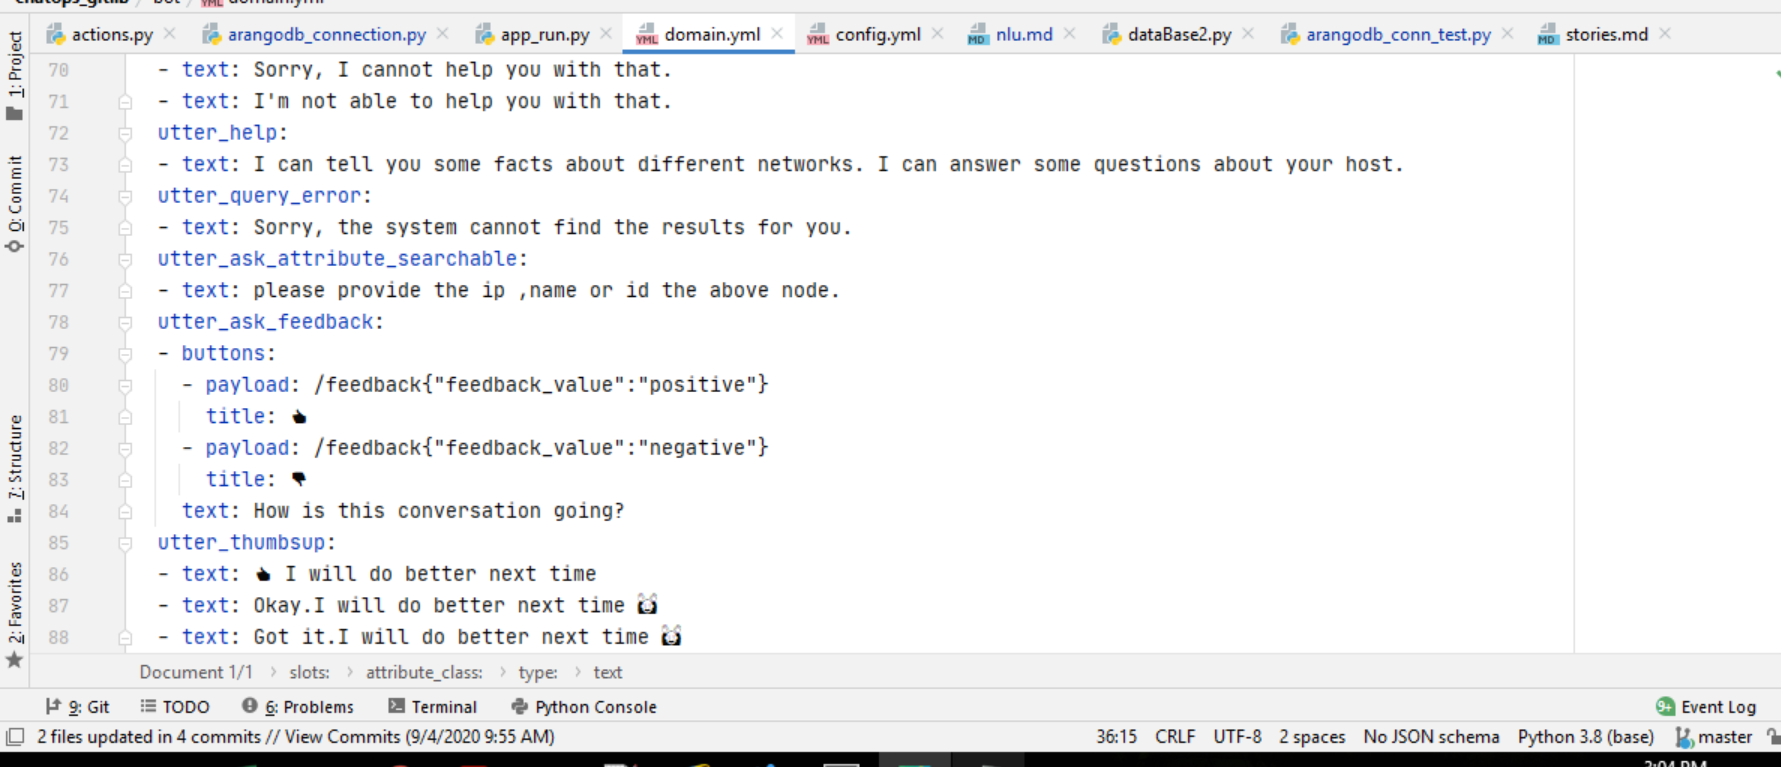 chatops_gitlib bot domain.yml
actions.py arangodb_connection.py app_run.py domain.yml config.yml nlu.md dataBase2.py arangodb_conn_test.py stories.md
1: Project
0: Commit
7: Structure
2: Favorites
70 - text: Sorry, I cannot help you with that.
71 - text: I'm not able to help you with that.
72 utter_help:
73 - text: I can tell you some facts about different networks. I can answer some questions about your host.
74 utter_query_error:
75 - text: Sorry, the system cannot find the results for you.
76 utter_ask_attribute_searchable:
77 - text: please provide the ip ,name or id the above node.
78 utter_ask_feedback:
79 - buttons:
80 - payload: /feedback{"feedback_value":"positive"}
81 title: 👍
82 - payload: /feedback{"feedback_value":"negative"}
83 title: 👎
84 text: How is this conversation going?
85 utter_thumbsup:
86 - text: 👍 I will do better next time
87 - text: Okay.I will do better next time
88 - text: Got it.I will do better next time
Document 1/1 › slots: › attribute_class: › type: › text
9: Git TODO 6: Problems Terminal Python Console 9+ Event Log
2 files updated in 4 commits // View Commits (9/4/2020 9:55 AM) 36:15 CRLF UTF-8 2 spaces No JSON schema Python 3.8 (base) master
3:04 PM